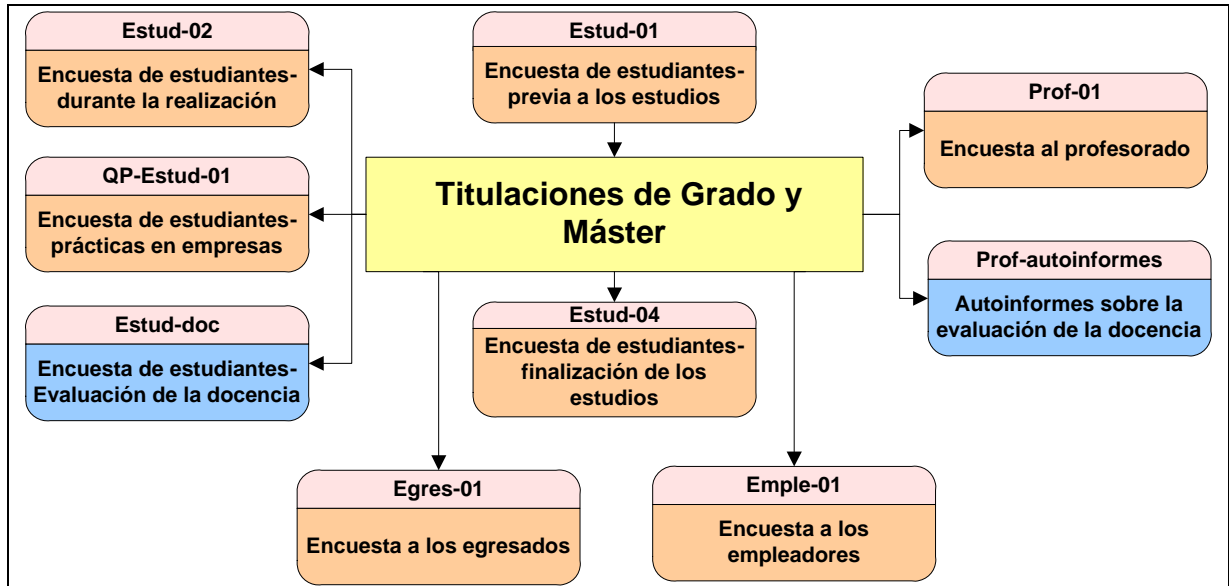 Estud-02
Encuesta de estudiantes-
durante la realización
Estud-01
Encuesta de estudiantes-
previa a los estudios
Prof-01
Encuesta al profesorado
QP-Estud-01
Encuesta de estudiantes-
prácticas en empresas
Titulaciones de Grado y
Máster
Prof-autoinformes
Autoinformes sobre la
evaluación de la docencia
Estud-doc
Encuesta de estudiantes-
Evaluación de la docencia
Estud-04
Encuesta de estudiantes-
finalización de los
estudios
Egres-01
Encuesta a los egresados
Emple-01
Encuesta a los
empleadores